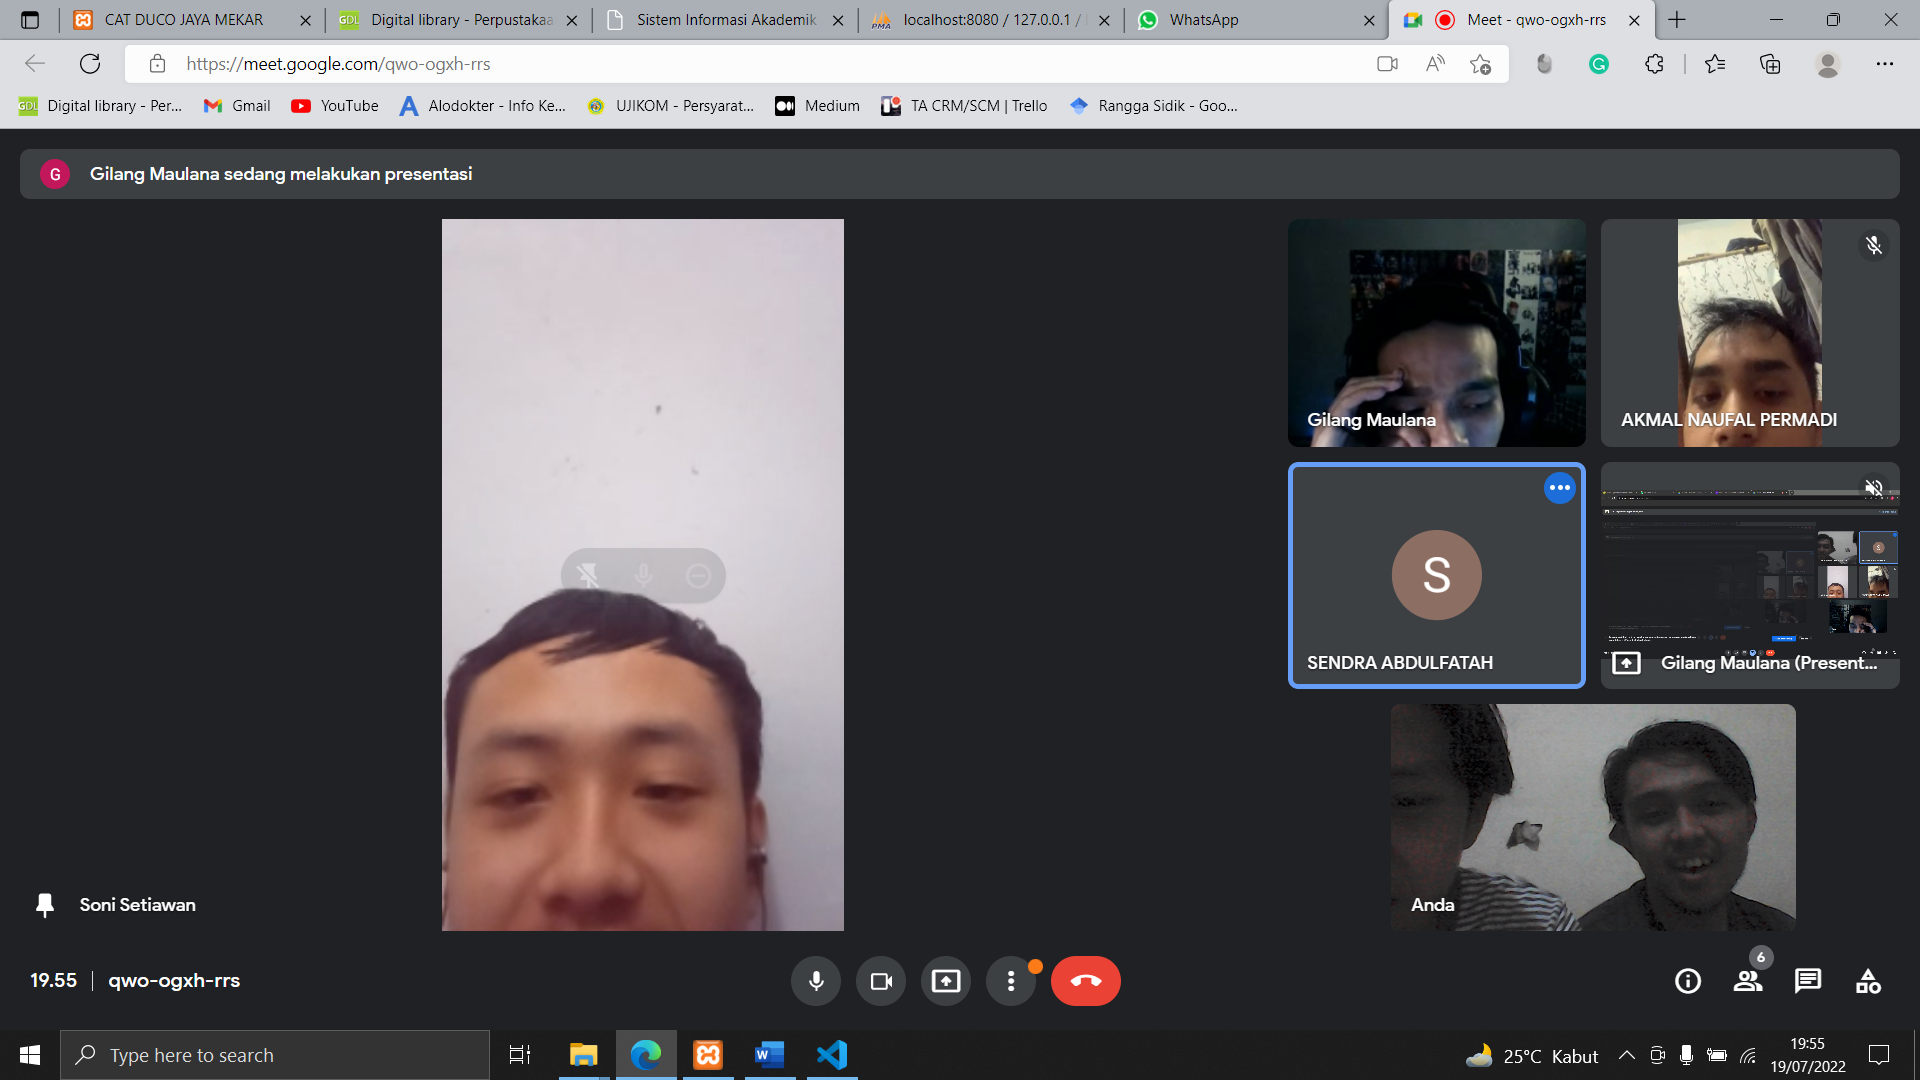 CAT DUCO JAYA MEKAR
Digital library - Perpustakaa
Sistem Informasi Akademik
localhost:8080 / 127.0.0.1 /
WhatsApp
Meet - qwo-ogxh-rrs
https://meet.google.com/qwo-ogxh-rrs
Digital library - Per...
Gmail
YouTube
Alodokter - Info Ke...
UJIKOM - Persyarat...
Medium
TA CRM/SCM | Trello
Rangga Sidik - Goo...
G
Gilang Maulana sedang melakukan presentasi
Gilang Maulana
AKMAL NAUFAL PERMADI
S
SENDRA ABDULFATAH
Gilang Maulana (Present...
Soni Setiawan
Anda
19.55
qwo-ogxh-rrs
6
Type here to search
25°C Kabut
19:55
19/07/2022